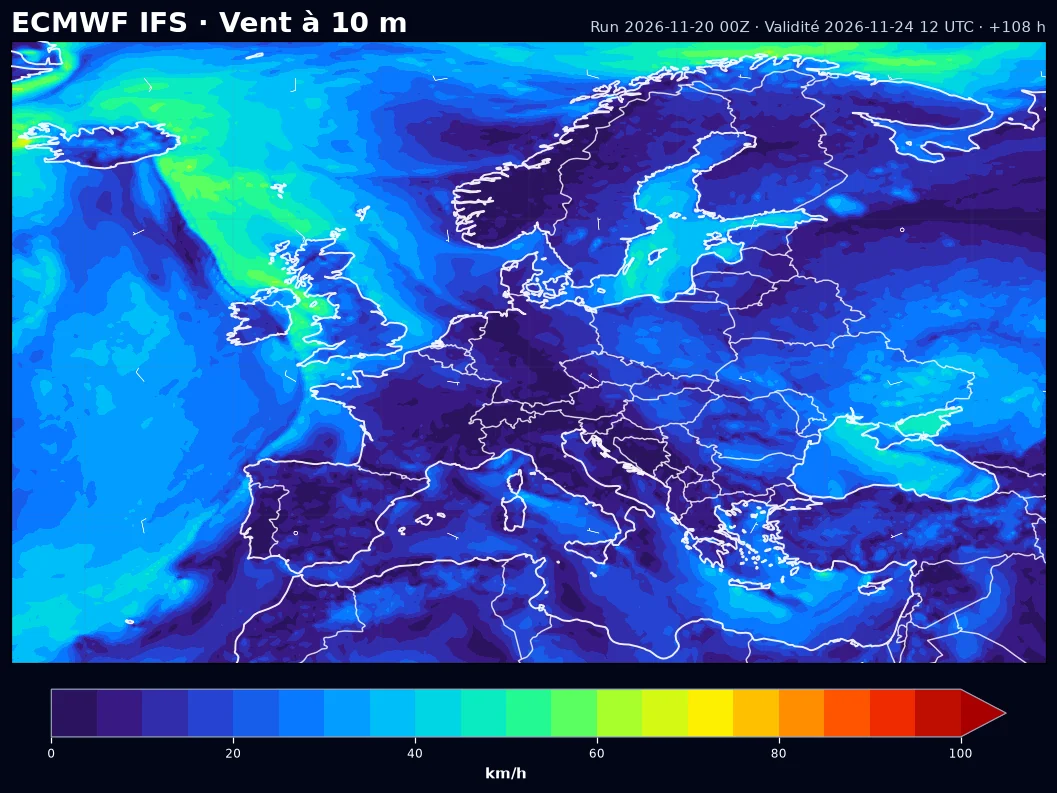 ECMWF IFS · Vent à 10 m
Run 2026-11-20 00Z · Validité 2026-11-24 12 UTC · +108 h
0 20 40 60 80 100
km/h